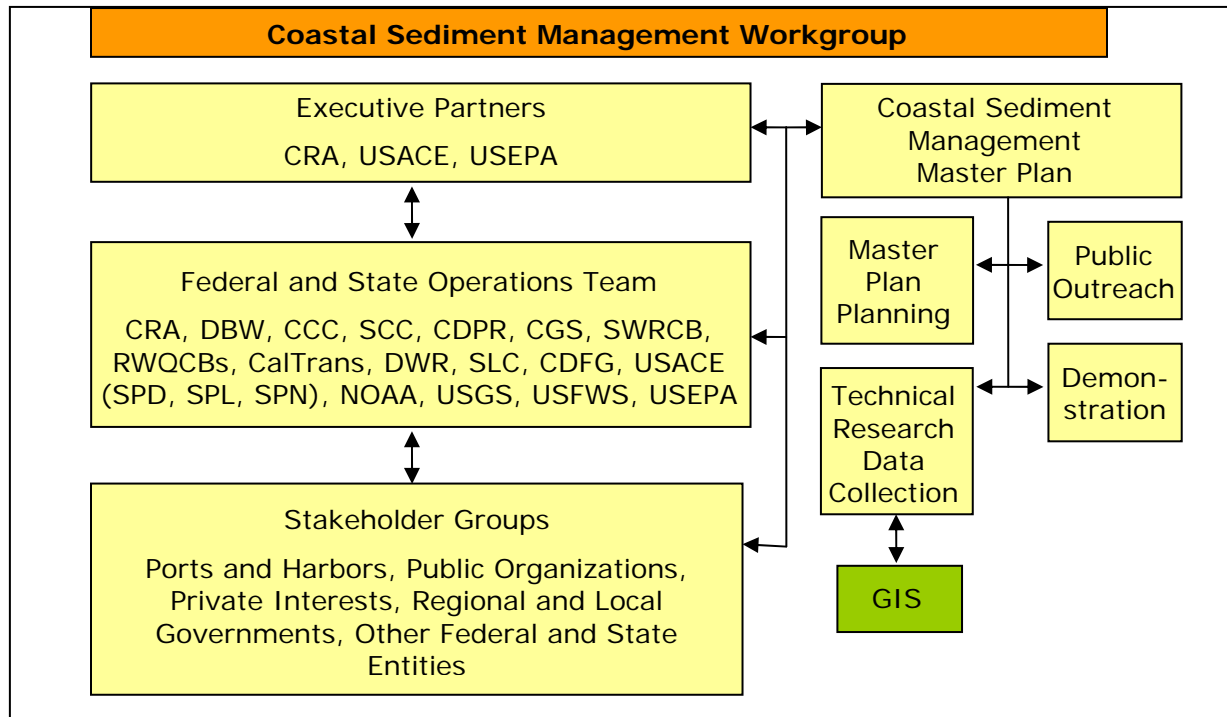 Coastal Sediment Management Workgroup
Executive Partners
CRA, USACE, USEPA
Federal and State Operations Team
CRA, DBW, CCC, SCC, CDPR, CGS, SWRCB,
RWQCBs, CalTrans, DWR, SLC, CDFG, USACE
(SPD, SPL, SPN), NOAA, USGS, USFWS, USEPA
Stakeholder Groups
Ports and Harbors, Public Organizations,
Private Interests, Regional and Local
Governments, Other Federal and State
Entities
Coastal Sediment
Management
Master Plan
Master
Plan
Planning
Public
Outreach
Technical
Research
Data
Collection
Demon-
stration
GIS